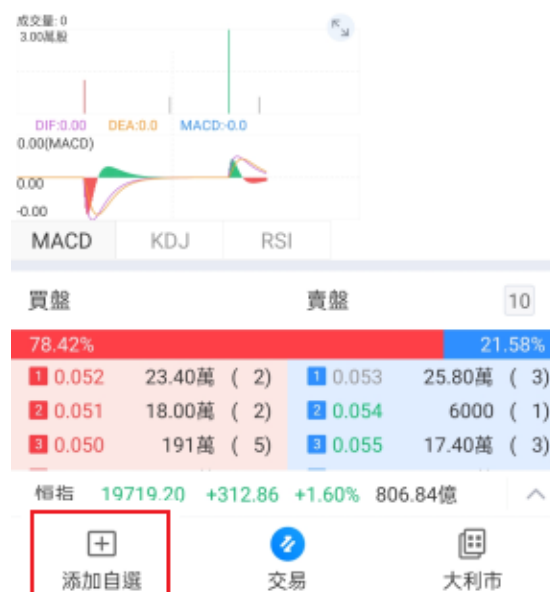 成交量: 0
3.00萬股
DIF:0.00 DEA:0.0 MACD:-0.0
0.00(MACD)
0.00
-0.00
MACD KDJ RSI
買盤 賣盤 10
78.42% 21.58%
1 0.052 23.40萬 ( 2) 1 0.053 25.80萬 ( 3)
2 0.051 18.00萬 ( 2) 2 0.054 6000 ( 1)
3 0.050 191萬 ( 5) 3 0.055 17.40萬 ( 3)
恒指 19719.20 +312.86 +1.60% 806.84億
添加自選 交易 大利市